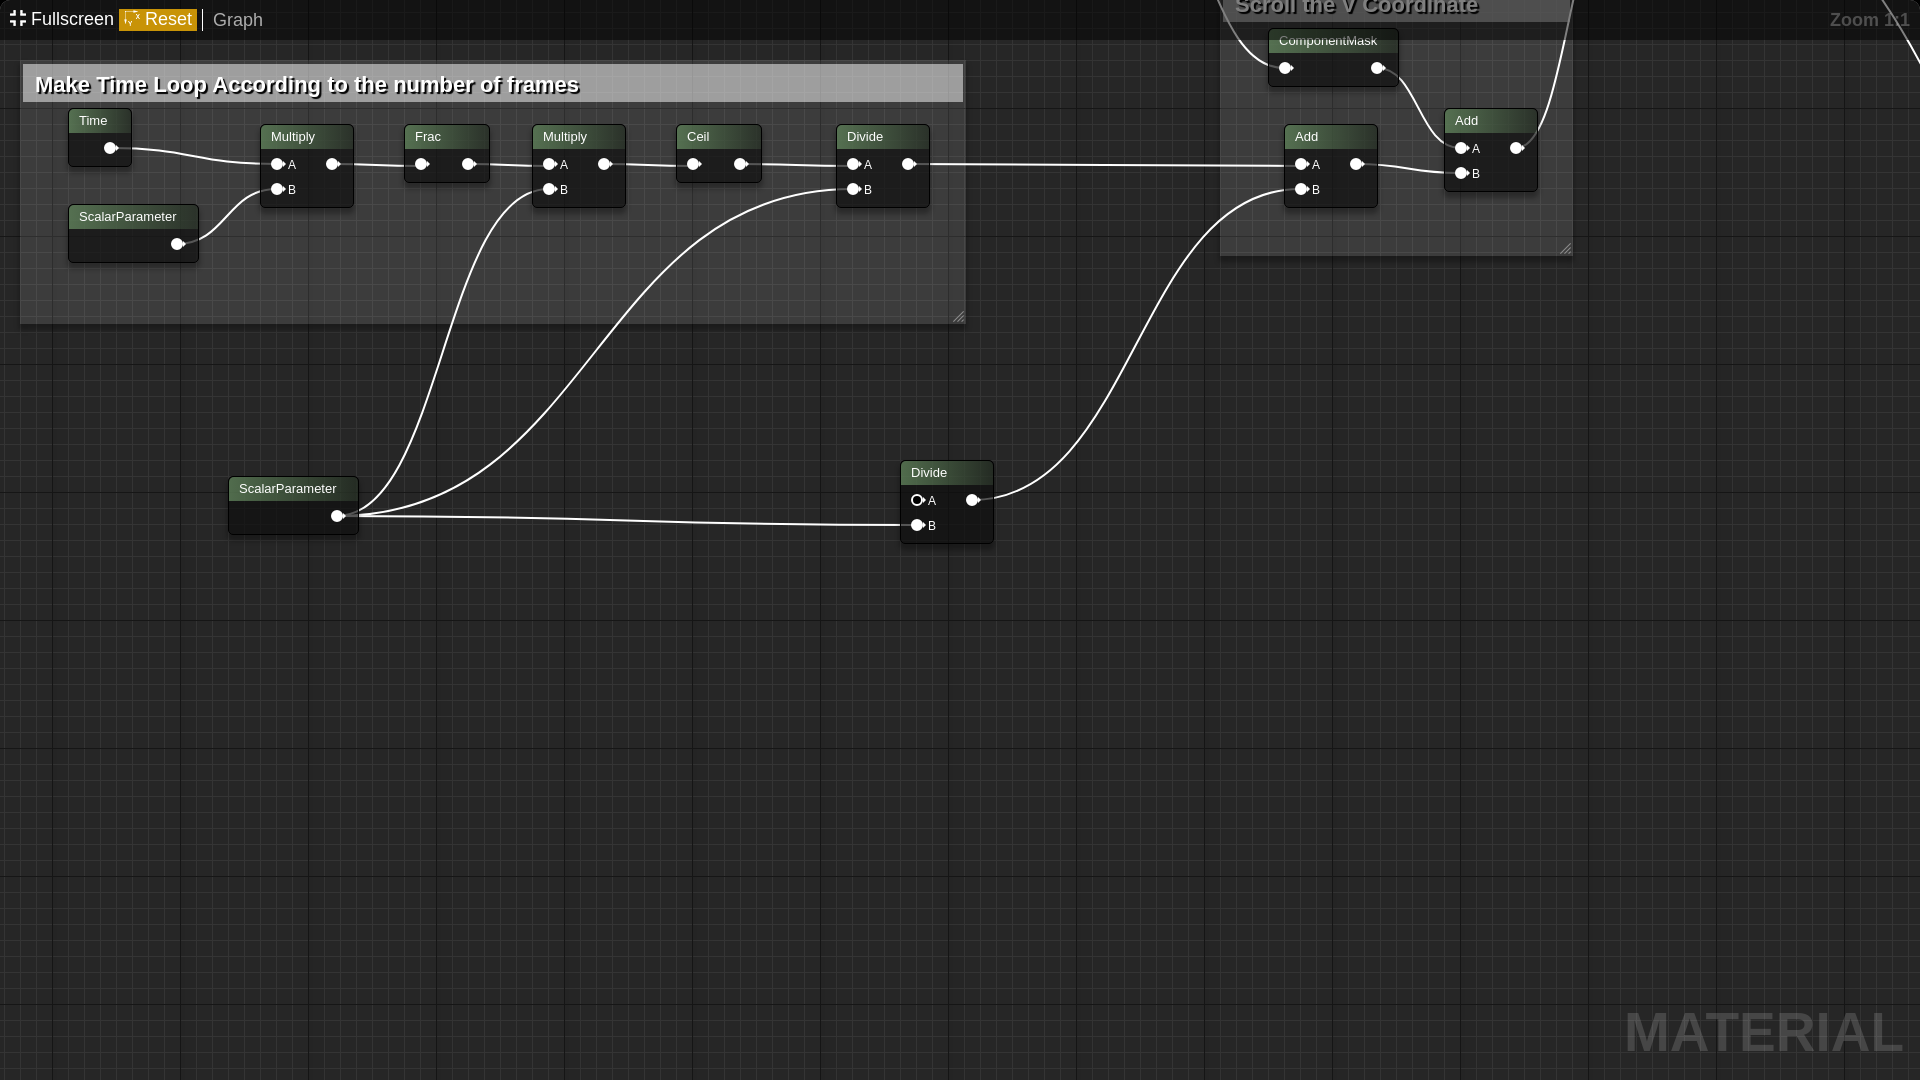 Fullscreen Reset Graph
Zoom 1:1
Scroll the V Coordinate
ComponentMask
Make Time Loop According to the number of frames
Time
Multiply
A
B
Frac
Multiply
A
B
Ceil
Divide
A
B
Add
A
B
Add
A
B
ScalarParameter
ScalarParameter
Divide
A
B
MATERIAL